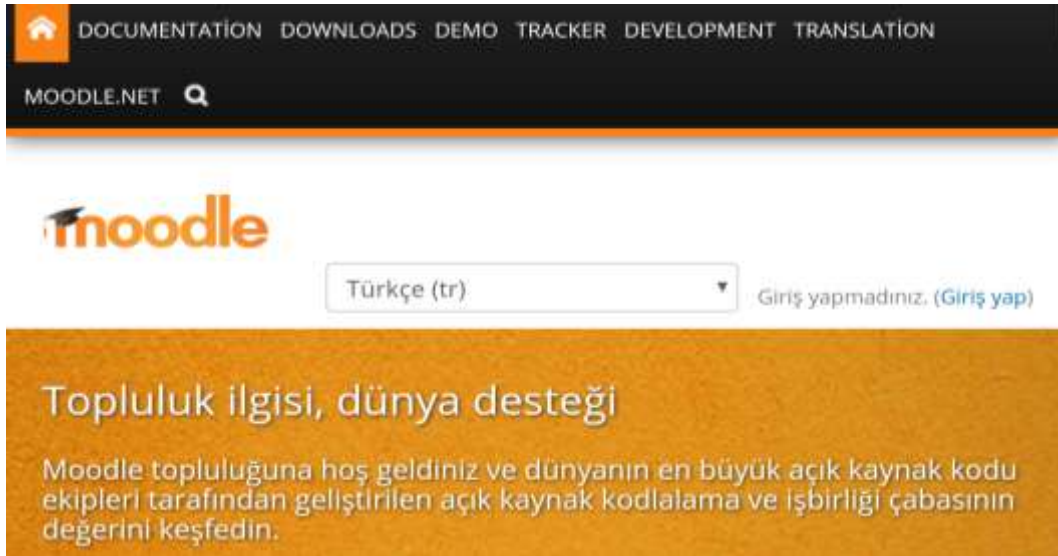 DOCUMENTATİON DOWNLOADS DEMO TRACKER DEVELOPMENT TRANSLATİON
MOODLE.NET
moodle
Türkçe (tr)
Giriş yapmadınız. (Giriş yap)
Topluluk ilgisi, dünya desteği
Moodle topluluğuna hoş geldiniz ve dünyanın en büyük açık kaynak kodu
ekipleri tarafından geliştirilen açık kaynak kodlalama ve işbirliği çabasının
değerini keşfedin.